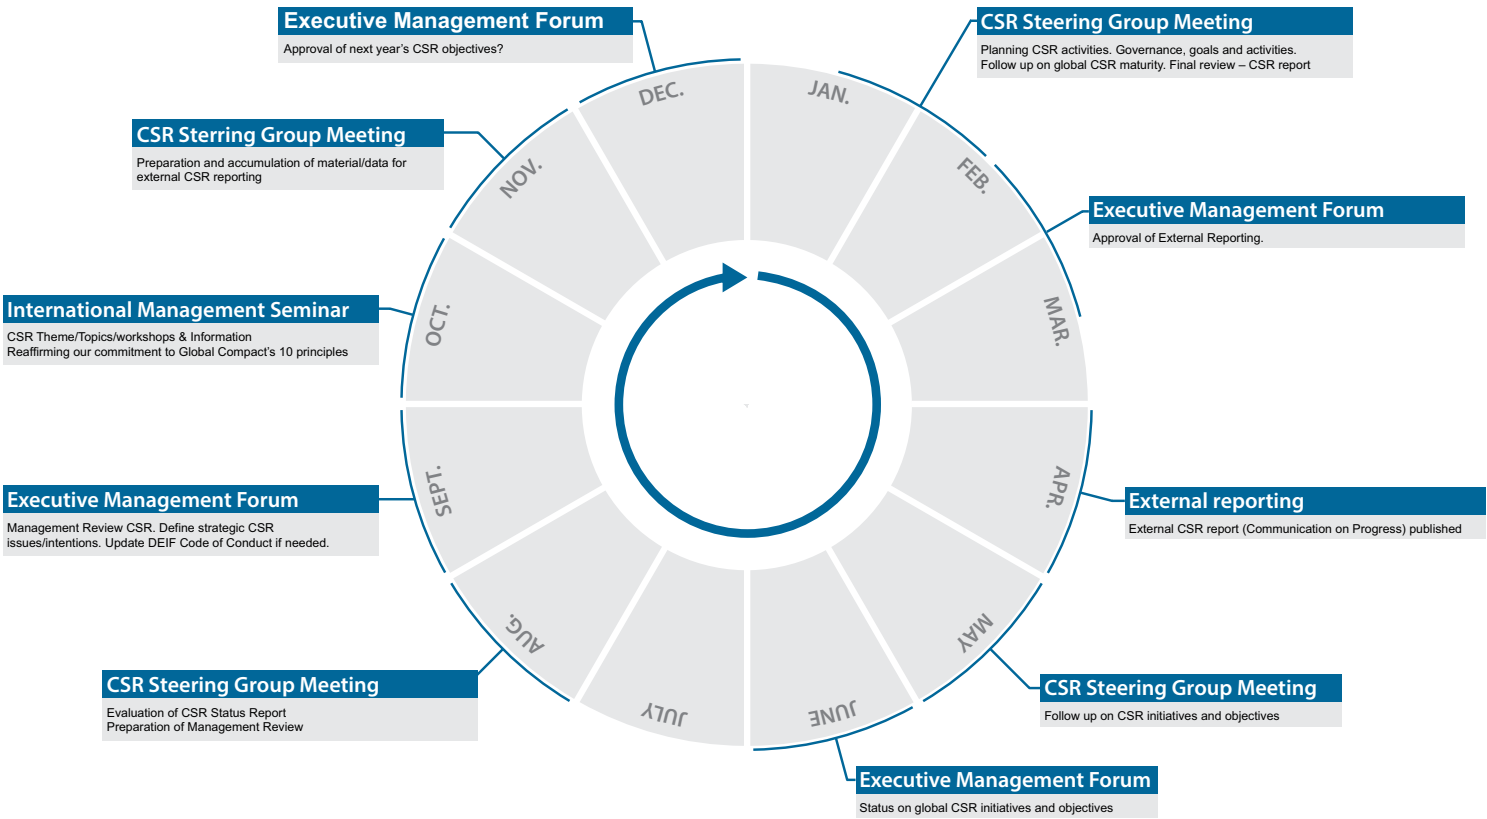 Executive Management Forum
Approval of next year's CSR objectives?
CSR Steering Group Meeting
Planning CSR activities. Governance, goals and activities.
Follow up on global CSR maturity. Final review – CSR report
DEC.
JAN.
CSR Sterring Group Meeting
Preparation and accumulation of material/data for
external CSR reporting
NOV.
FEB.
Executive Management Forum
Approval of External Reporting.
International Management Seminar
CSR Theme/Topics/workshops & Information
Reaffirming our commitment to Global Compact's 10 principles
OCT.
MAR.
Executive Management Forum
Management Review CSR. Define strategic CSR
issues/intentions. Update DEIF Code of Conduct if needed.
SEPT.
APR.
External reporting
External CSR report (Communication on Progress) published
AUG.
MAY
CSR Steering Group Meeting
Evaluation of CSR Status Report
Preparation of Management Review
JULY
JUNE
CSR Steering Group Meeting
Follow up on CSR initiatives and objectives
Executive Management Forum
Status on global CSR initiatives and objectives